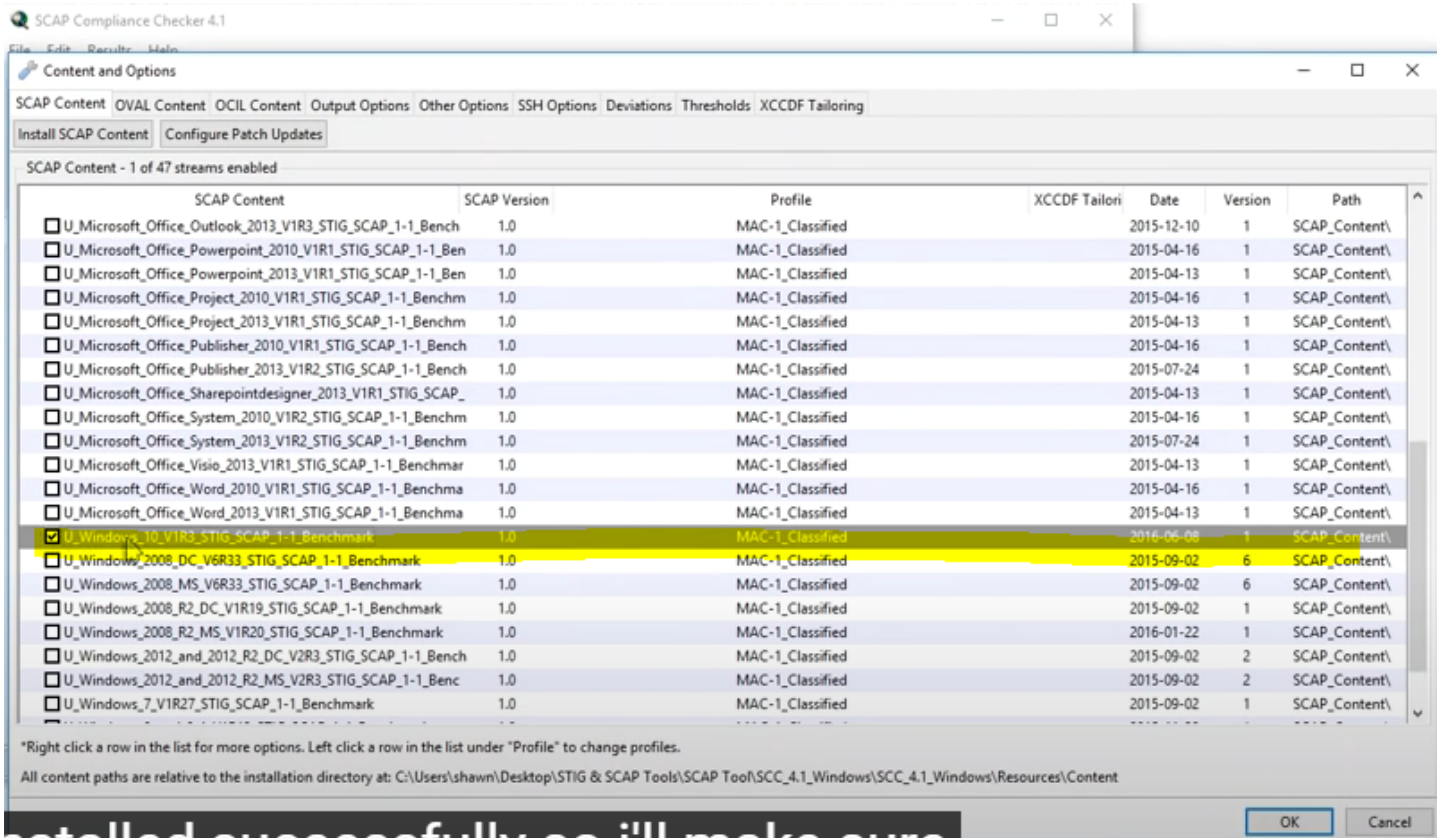 SCAP Compliance Checker 4.1
File Edit Results Help
Content and Options
SCAP Content OVAL Content OCIL Content Output Options Other Options SSH Options Deviations Thresholds XCCDF Tailoring
Install SCAP Content Configure Patch Updates
SCAP Content - 1 of 47 streams enabled
SCAP Content SCAP Version Profile XCCDF Tailori Date Version Path
U_Microsoft_Office_Outlook_2013_V1R3_STIG_SCAP_1-1_Bench 1.0 MAC-1_Classified 2015-12-10 1 SCAP_Content\
U_Microsoft_Office_Powerpoint_2010_V1R1_STIG_SCAP_1-1_Ben 1.0 MAC-1_Classified 2015-04-16 1 SCAP_Content\
U_Microsoft_Office_Powerpoint_2013_V1R1_STIG_SCAP_1-1_Ben 1.0 MAC-1_Classified 2015-04-13 1 SCAP_Content\
U_Microsoft_Office_Project_2010_V1R1_STIG_SCAP_1-1_Benchm 1.0 MAC-1_Classified 2015-04-16 1 SCAP_Content\
U_Microsoft_Office_Project_2013_V1R1_STIG_SCAP_1-1_Benchm 1.0 MAC-1_Classified 2015-04-13 1 SCAP_Content\
U_Microsoft_Office_Publisher_2010_V1R1_STIG_SCAP_1-1_Bench 1.0 MAC-1_Classified 2015-04-16 1 SCAP_Content\
U_Microsoft_Office_Publisher_2013_V1R2_STIG_SCAP_1-1_Bench 1.0 MAC-1_Classified 2015-07-24 1 SCAP_Content\
U_Microsoft_Office_Sharepointdesigner_2013_V1R1_STIG_SCAP_ 1.0 MAC-1_Classified 2015-04-13 1 SCAP_Content\
U_Microsoft_Office_System_2010_V1R2_STIG_SCAP_1-1_Benchm 1.0 MAC-1_Classified 2015-04-16 1 SCAP_Content\
U_Microsoft_Office_System_2013_V1R2_STIG_SCAP_1-1_Benchm 1.0 MAC-1_Classified 2015-07-24 1 SCAP_Content\
U_Microsoft_Office_Visio_2013_V1R1_STIG_SCAP_1-1_Benchmar 1.0 MAC-1_Classified 2015-04-13 1 SCAP_Content\
U_Microsoft_Office_Word_2010_V1R1_STIG_SCAP_1-1_Benchma 1.0 MAC-1_Classified 2015-04-16 1 SCAP_Content\
U_Microsoft_Office_Word_2013_V1R1_STIG_SCAP_1-1_Benchma 1.0 MAC-1_Classified 2015-04-13 1 SCAP_Content\
U_Windows_10_V1R3_STIG_SCAP_1-1_Benchmark 1.0 MAC-1_Classified 2016-06-08 1 SCAP_Content\
U_Windows_2008_DC_V6R33_STIG_SCAP_1-1_Benchmark 1.0 MAC-1_Classified 2015-09-02 6 SCAP_Content\
U_Windows_2008_MS_V6R33_STIG_SCAP_1-1_Benchmark 1.0 MAC-1_Classified 2015-09-02 6 SCAP_Content\
U_Windows_2008_R2_DC_V1R19_STIG_SCAP_1-1_Benchmark 1.0 MAC-1_Classified 2015-09-02 1 SCAP_Content\
U_Windows_2008_R2_MS_V1R20_STIG_SCAP_1-1_Benchmark 1.0 MAC-1_Classified 2016-01-22 1 SCAP_Content\
U_Windows_2012_and_2012_R2_DC_V2R3_STIG_SCAP_1-1_Bench 1.0 MAC-1_Classified 2015-09-02 2 SCAP_Content\
U_Windows_2012_and_2012_R2_MS_V2R3_STIG_SCAP_1-1_Benc 1.0 MAC-1_Classified 2015-09-02 2 SCAP_Content\
U_Windows_7_V1R27_STIG_SCAP_1-1_Benchmark 1.0 MAC-1_Classified 2015-09-02 1 SCAP_Content\
*Right click a row in the list for more options. Left click a row in the list under "Profile" to change profiles.
All content paths are relative to the installation directory at: C:\Users\shawn\Desktop\STIG & SCAP Tools\SCAP Tool\SCC_4.1_Windows\SCC_4.1_Windows\Resources\Content
OK Cancel
nstalled successfully so i'll make sure